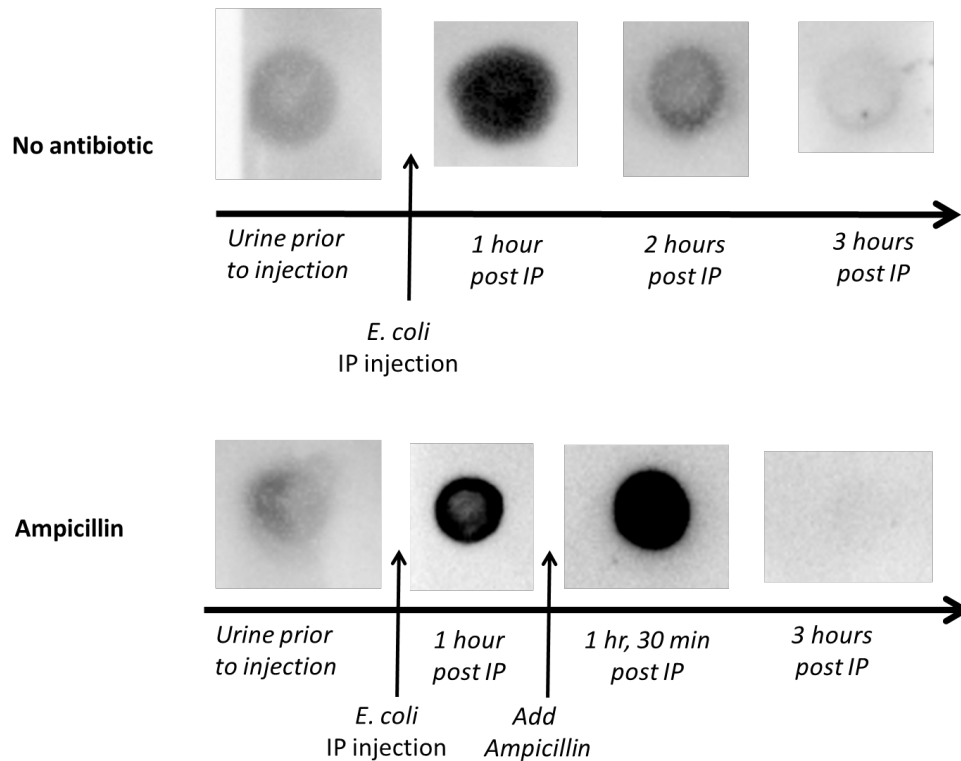 No antibiotic
Urine prior
to injection
1 hour
post IP
2 hours
post IP
3 hours
post IP
E. coli
IP injection
Ampicillin
Urine prior
to injection
1 hour
post IP
1 hr, 30 min
post IP
3 hours
post IP
E. coli
IP injection
Add
Ampicillin